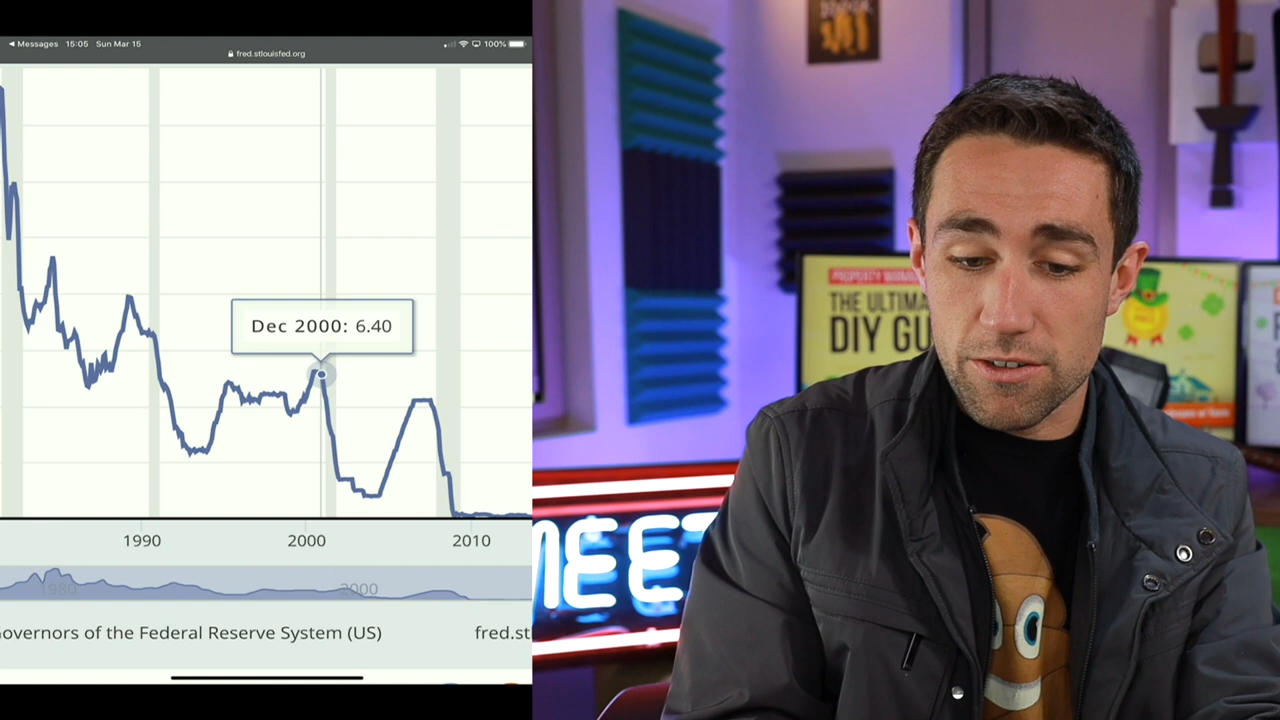 Messages 15:05 Sun Mar 15 100%
fred.stlouisfed.org
Dec 2000: 6.40
1990 2000 2010
1980 2000
overnors of the Federal Reserve System (US) fred.st
THE ULTIMA
DIY GU
MEET